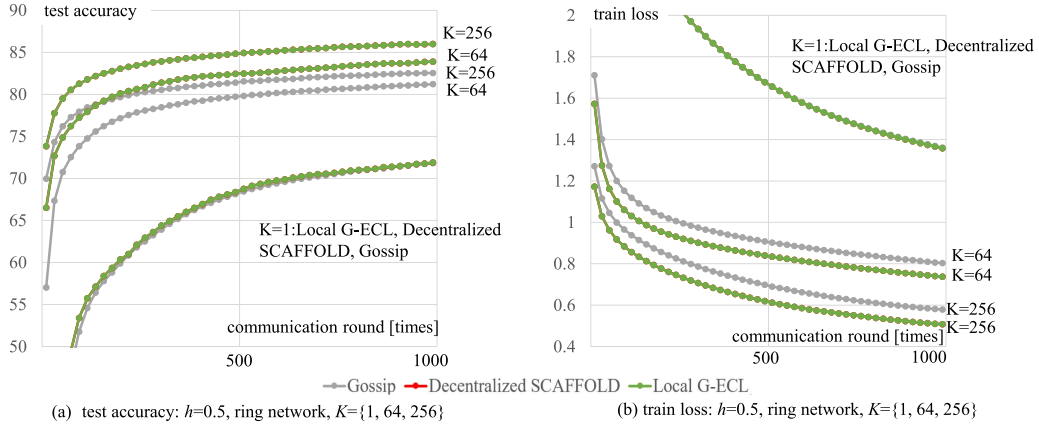 test accuracy
90
85
80
75
70
65
60
55
50
K=256
K=64
K=256
K=64
K=1:Local G-ECL, Decentralized
SCAFFOLD, Gossip
communication round [times]
500
1000
train loss
2
1.8
1.6
1.4
1.2
1
0.8
0.6
0.4
K=1:Local G-ECL, Decentralized
SCAFFOLD, Gossip
K=64
K=64
K=256
K=256
communication round [times]
500
1000
Gossip Decentralized SCAFFOLD Local G-ECL
(a) test accuracy: h=0.5, ring network, K={1, 64, 256}
(b) train loss: h=0.5, ring network, K={1, 64, 256}